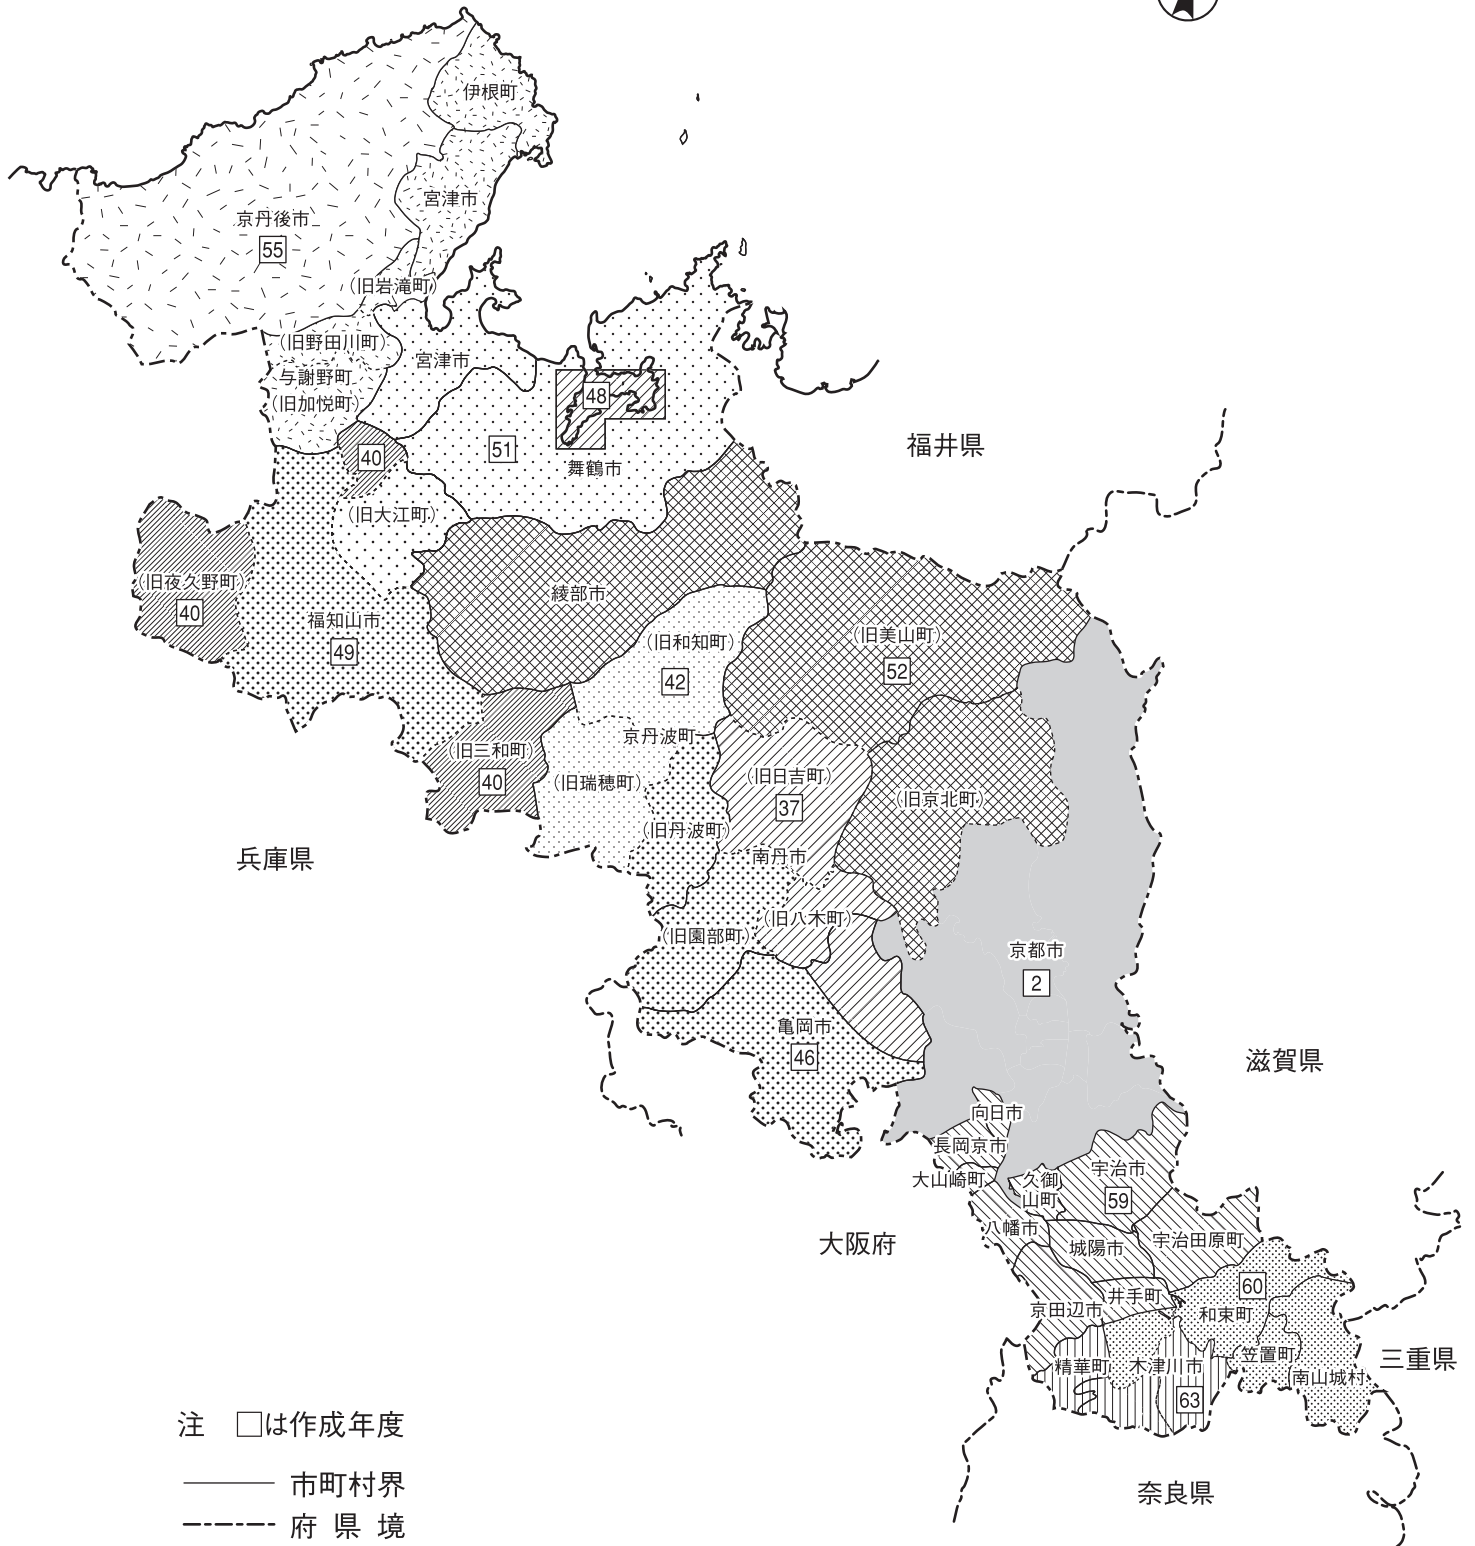 伊根町
宮津市
京丹後市
55
(旧岩滝町)
(旧野田川町)
与謝野町
(旧加悦町)
宮津市
48
51
舞鶴市
40
(旧大江町)
福井県
(旧夜久野町)
40
福知山市
49
綾部市
(旧和知町)
42
(旧美山町)
52
京丹波町
(旧三和町)
40
(旧瑞穂町)
(旧日吉町)
37
(旧京北町)
(旧丹波町)
南丹市
兵庫県
(旧八木町)
(旧園部町)
京都市
2
亀岡市
46
滋賀県
向日市
長岡京市
大山崎町
久御
山町
宇治市
59
八幡市
城陽市
宇治田原町
大阪府
井手町
京田辺市
60
和束町
精華町
木津川市
63
笠置町
南山城村
三重県
奈良県
注 □は作成年度
市町村界
府県境